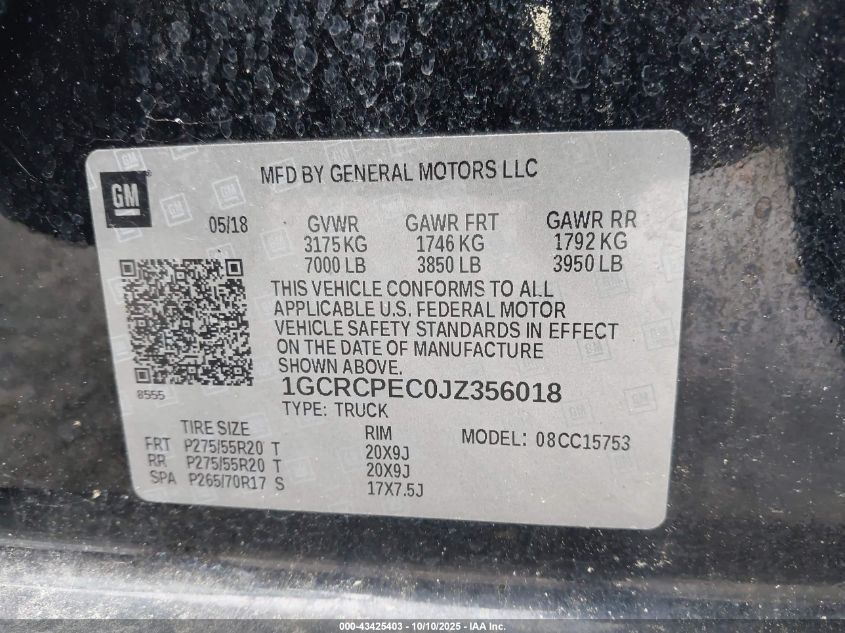 MFD BY GENERAL MOTORS LLC
GM
05/18
GVWR GAWR FRT GAWR RR
3175 KG 1746 KG 1792 KG
7000 LB 3850 LB 3950 LB
THIS VEHICLE CONFORMS TO ALL
APPLICABLE U.S. FEDERAL MOTOR
VEHICLE SAFETY STANDARDS IN EFFECT
ON THE DATE OF MANUFACTURE
SHOWN ABOVE.
8555
1GCRCPEC0JZ356018
TYPE: TRUCK
TIRE SIZE RIM MODEL: 08CC15753
FRT P275/55R20 T 20X9J
RR P275/55R20 T 20X9J
SPA P265/70R17 S 17X7.5J
000-43425403 - 10/10/2025 - IAA Inc.